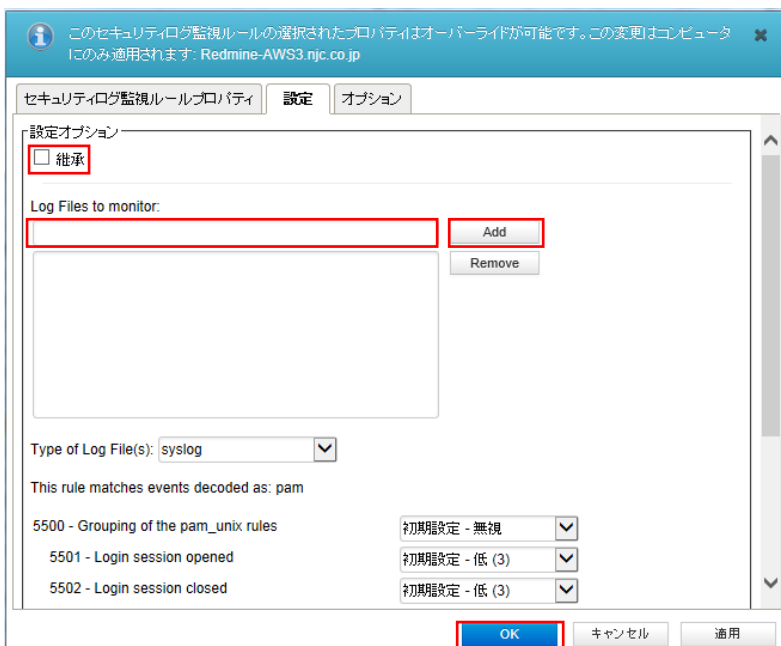 このセキュリティログ監視ルールの選択されたプロパティはオーバーライドが可能です。この変更はコンピュータ
にのみ適用されます: Redmine-AWS3.njc.co.jp
セキュリティログ監視ルールプロパティ 設定 オプション
設定オプション
継承
Log Files to monitor:
Add
Remove
Type of Log File(s): syslog
This rule matches events decoded as: pam
5500 - Grouping of the pam_unix rules 初期設定 - 無視
5501 - Login session opened 初期設定 - 低 (3)
5502 - Login session closed 初期設定 - 低 (3)
OK キャンセル 適用